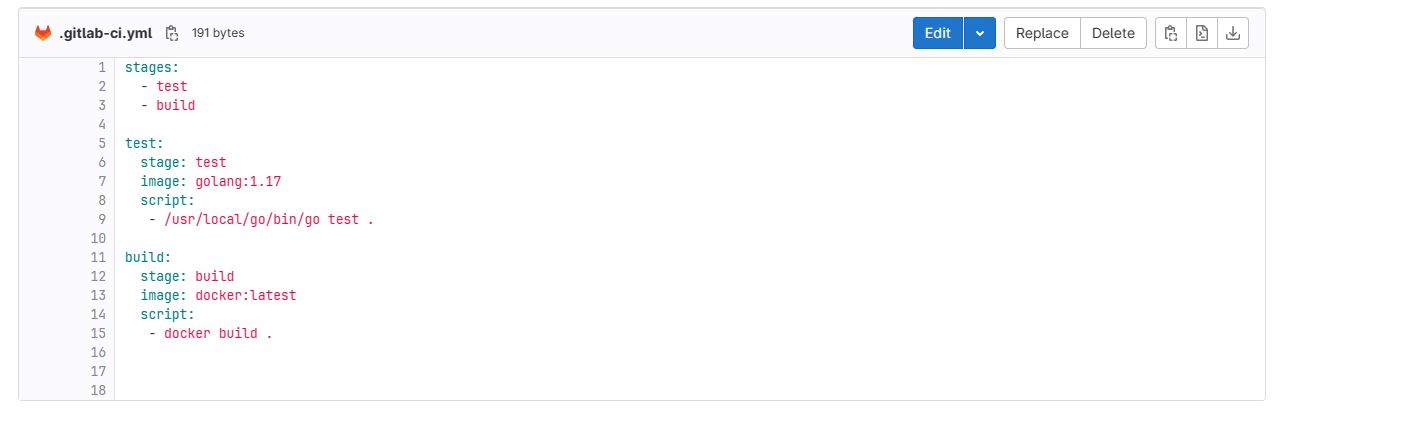 .gitlab-ci.yml 191 bytes Edit Replace Delete
1 stages:
2   - test
3   - build
4
5 test:
6   stage: test
7   image: golang:1.17
8   script:
9    - /usr/local/go/bin/go test .
10
11 build:
12   stage: build
13   image: docker:latest
14   script:
15    - docker build .
16
17
18